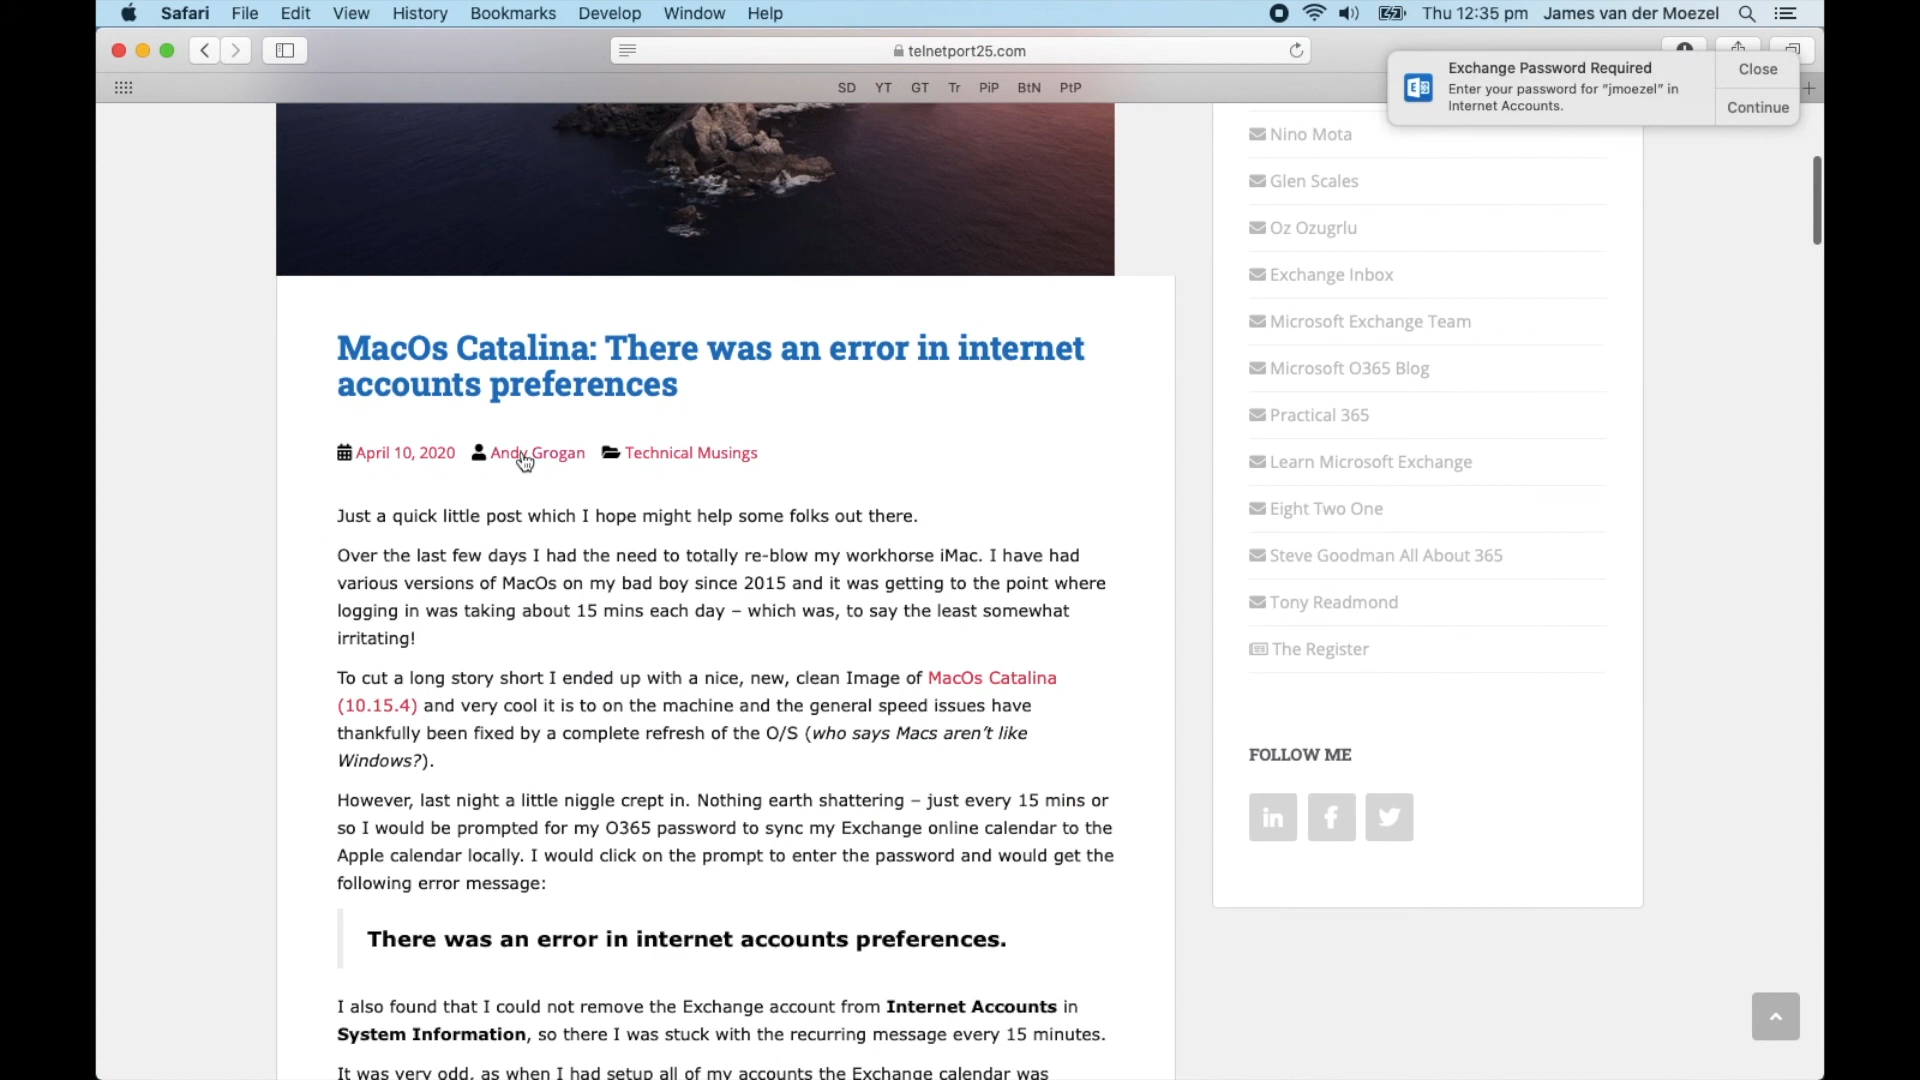 Safari File Edit View History Bookmarks Develop Window Help
Thu 12:35 pm James van der Moezel
telnetport25.com
SD YT GT Tr PiP BtN PtP
Exchange Password Required
Enter your password for "jmoezel" in
Internet Accounts.
Close
Continue
MacOs Catalina: There was an error in internet
accounts preferences
April 10, 2020 Andy Grogan Technical Musings
Just a quick little post which I hope might help some folks out there.
Over the last few days I had the need to totally re-blow my workhorse iMac. I have had
various versions of MacOs on my bad boy since 2015 and it was getting to the point where
logging in was taking about 15 mins each day – which was, to say the least somewhat
irritating!
To cut a long story short I ended up with a nice, new, clean Image of MacOs Catalina
(10.15.4) and very cool it is to on the machine and the general speed issues have
thankfully been fixed by a complete refresh of the O/S (who says Macs aren't like
Windows?).
However, last night a little niggle crept in. Nothing earth shattering – just every 15 mins or
so I would be prompted for my O365 password to sync my Exchange online calendar to the
Apple calendar locally. I would click on the prompt to enter the password and would get the
following error message:
There was an error in internet accounts preferences.
I also found that I could not remove the Exchange account from Internet Accounts in
System Information, so there I was stuck with the recurring message every 15 minutes.
It was very odd, as when I had setup all of my accounts the Exchange calendar was
Nino Mota
Glen Scales
Oz Ozugrlu
Exchange Inbox
Microsoft Exchange Team
Microsoft O365 Blog
Practical 365
Learn Microsoft Exchange
Eight Two One
Steve Goodman All About 365
Tony Readmond
The Register
FOLLOW ME